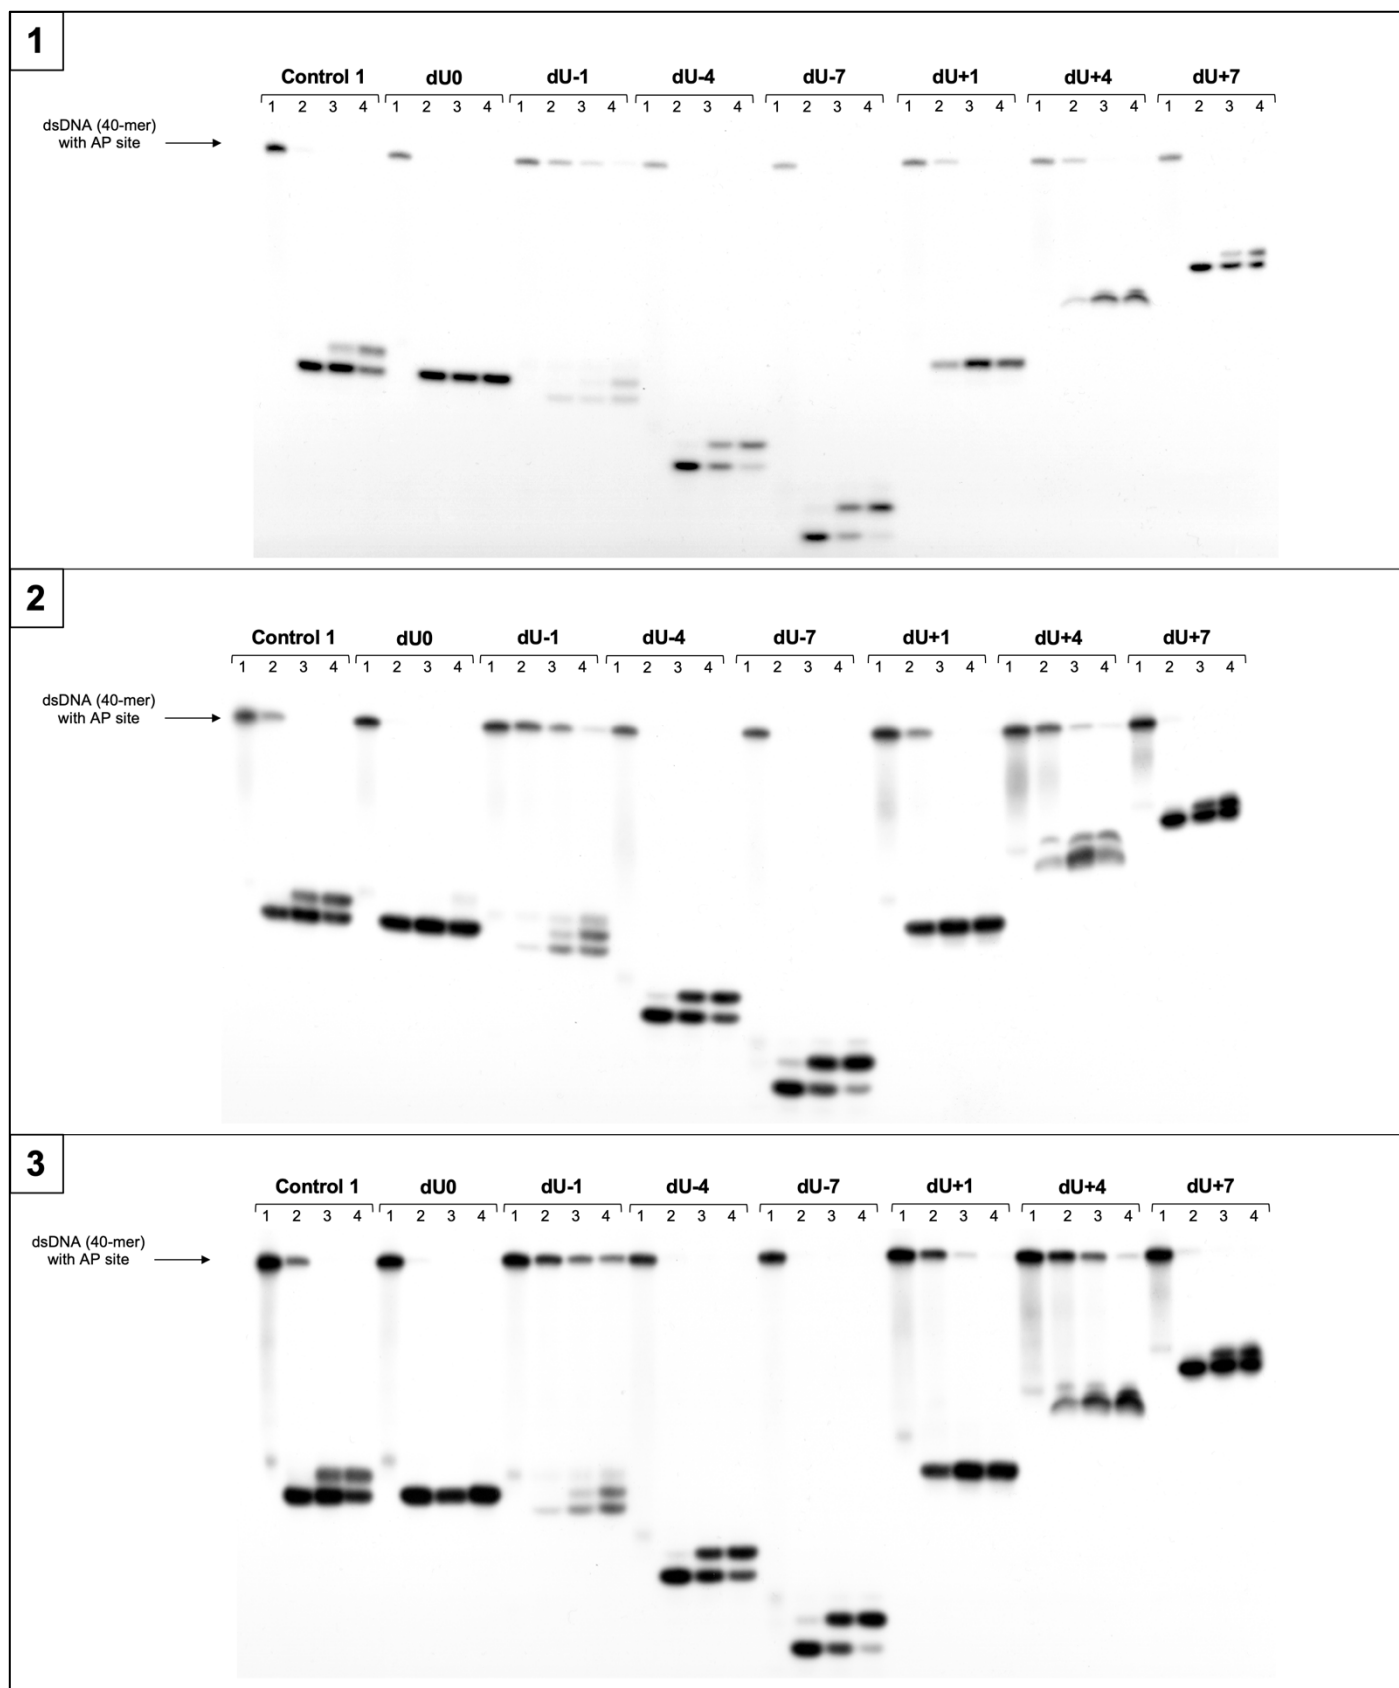 1
Control 1 dU0 dU-1 dU-4 dU-7 dU+1 dU+4 dU+7
1 2 3 4 1 2 3 4 1 2 3 4 1 2 3 4 1 2 3 4 1 2 3 4 1 2 3 4 1 2 3 4
dsDNA (40-mer)
with AP site
2
Control 1 dU0 dU-1 dU-4 dU-7 dU+1 dU+4 dU+7
1 2 3 4 1 2 3 4 1 2 3 4 1 2 3 4 1 2 3 4 1 2 3 4 1 2 3 4 1 2 3 4
dsDNA (40-mer)
with AP site
3
Control 1 dU0 dU-1 dU-4 dU-7 dU+1 dU+4 dU+7
1 2 3 4 1 2 3 4 1 2 3 4 1 2 3 4 1 2 3 4 1 2 3 4 1 2 3 4 1 2 3 4
dsDNA (40-mer)
with AP site